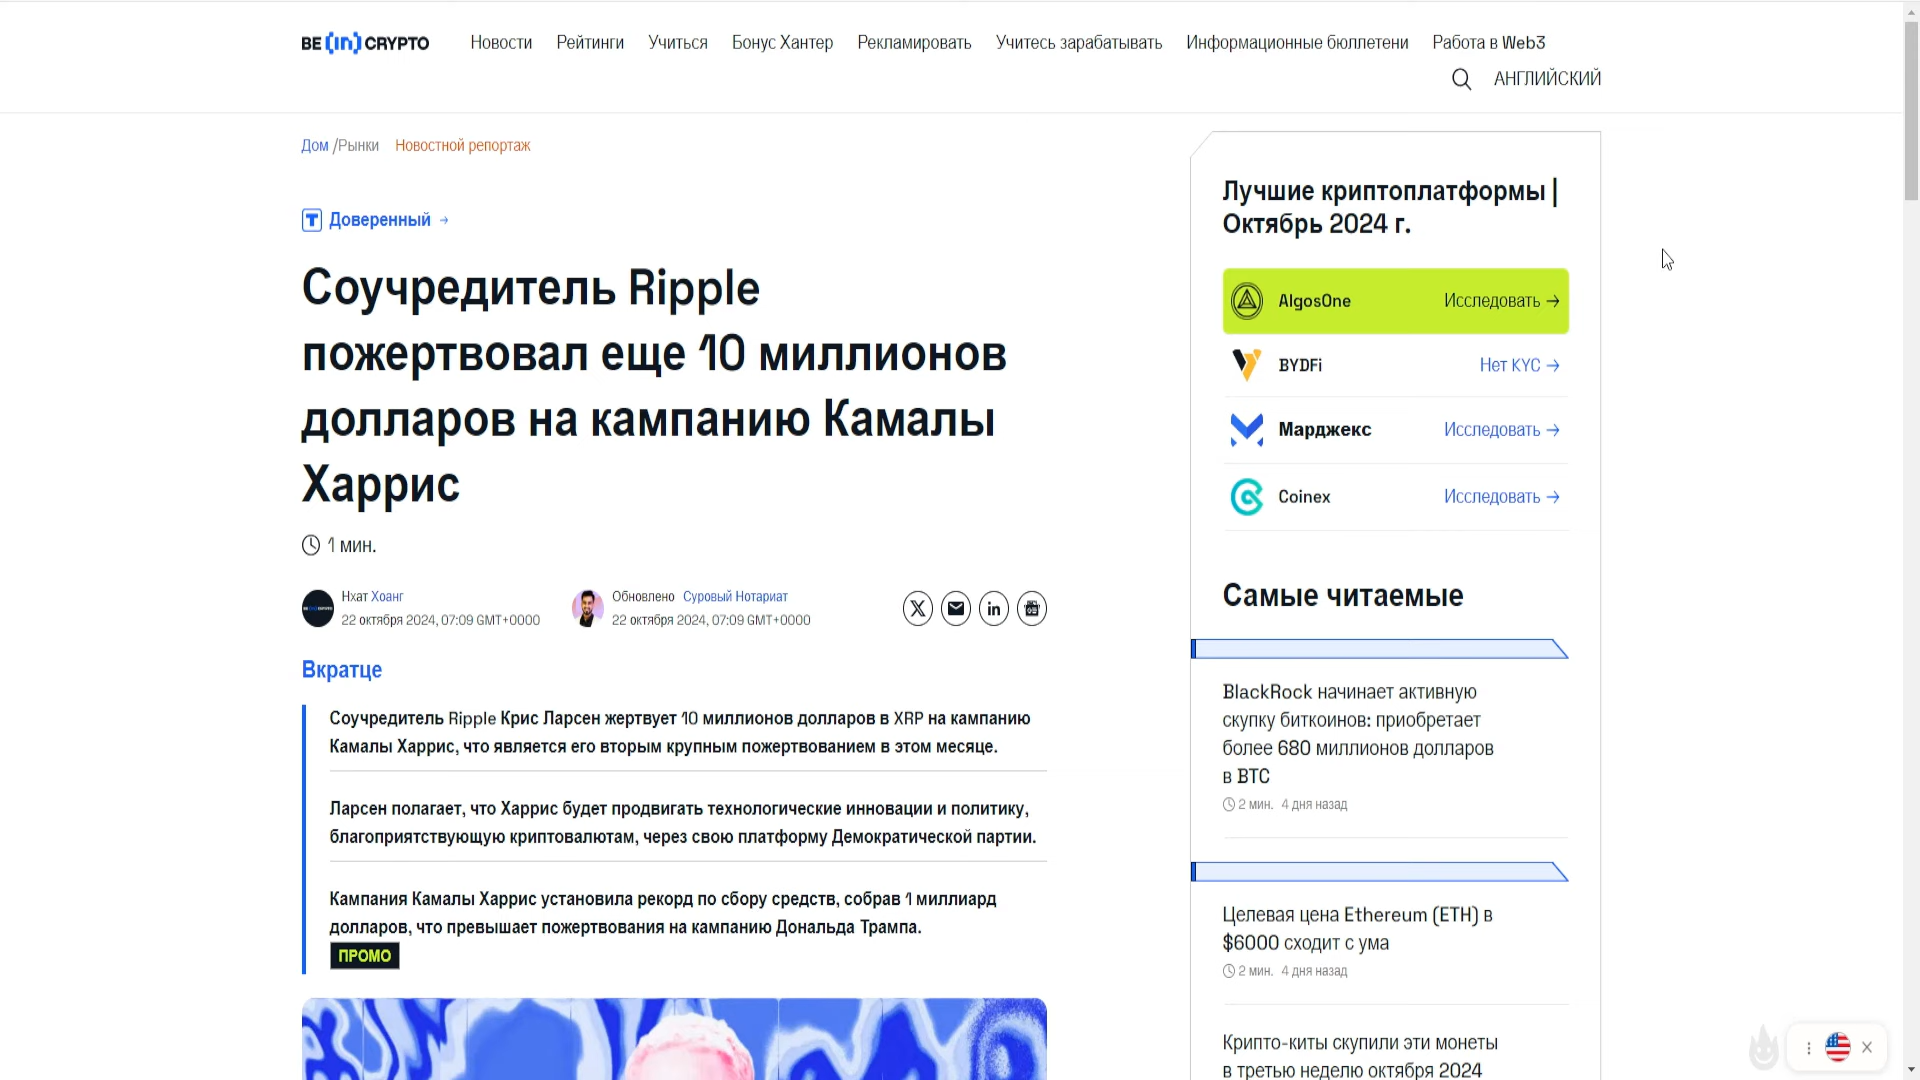 BE [in] CRYPTO
Новости Рейтинги Учиться Бонус Хантер Рекламировать Учитесь зарабатывать Информационные бюллетени Работа в Web3
АНГЛИЙСКИЙ
Дом /Рынки Новостной репортаж
Доверенный →
Соучредитель Ripple
пожертвовал еще 10 миллионов
долларов на кампанию Камалы
Харрис
1 мин.
Нхат Хоанг
22 октября 2024, 07:09 GMT+0000
Обновлено Суровый Нотариат
22 октября 2024, 07:09 GMT+0000
Вкратце
Соучредитель Ripple Крис Ларсен жертвует 10 миллионов долларов в XRP на кампанию
Камалы Харрис, что является его вторым крупным пожертвованием в этом месяце.
Ларсен полагает, что Харрис будет продвигать технологические инновации и политику,
благоприятствующую криптовалютам, через свою платформу Демократической партии.
Кампания Камалы Харрис установила рекорд по сбору средств, собрав 1 миллиард
долларов, что превышает пожертвования на кампанию Дональда Трампа.
ПРОМО
Лучшие криптоплатформы |
Октябрь 2024 г.
AlgosOne Исследовать →
BYDFi Нет KYC →
Марджекс Исследовать →
Coinex Исследовать →
Самые читаемые
BlackRock начинает активную
скупку биткоинов: приобретает
более 680 миллионов долларов
в BTC
2 мин. 4 дня назад
Целевая цена Ethereum (ETH) в
$6000 сходит с ума
2 мин. 4 дня назад
Крипто-киты скупили эти монеты
в третью неделю октября 2024